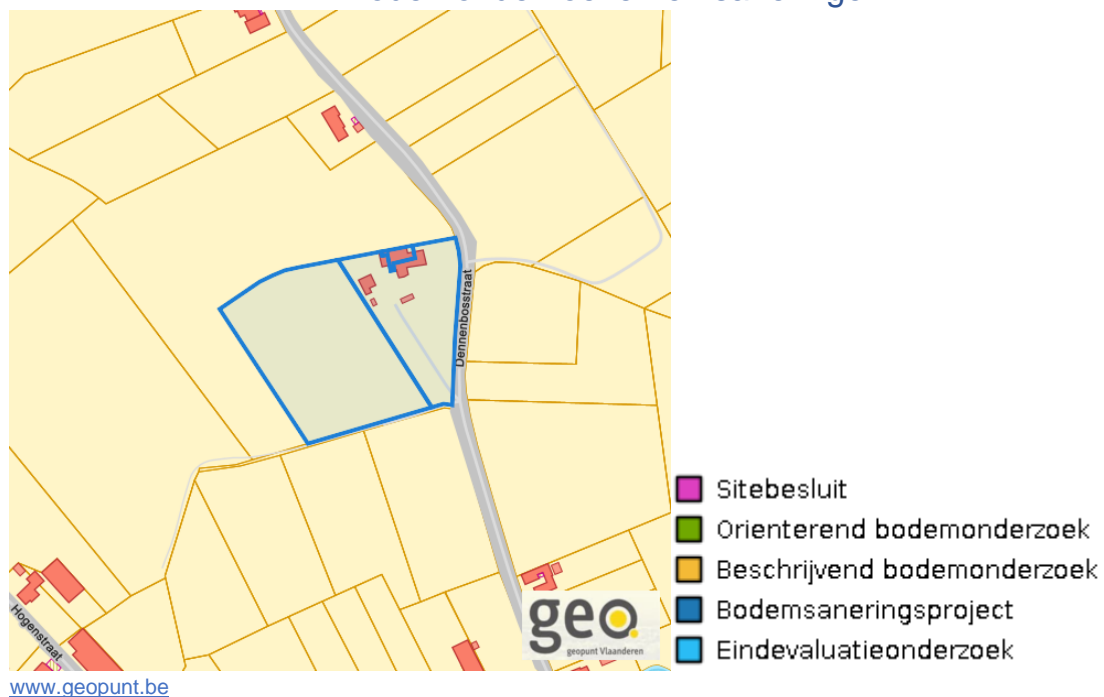 Dennenbosstraat
Hogenstraat
geo
geopunt Vlaanderen
Sitebesluit
Orienterend bodemonderzoek
Beschrijvend bodemonderzoek
Bodemsaneringsproject
Eindevaluatieonderzoek
www.geopunt.be